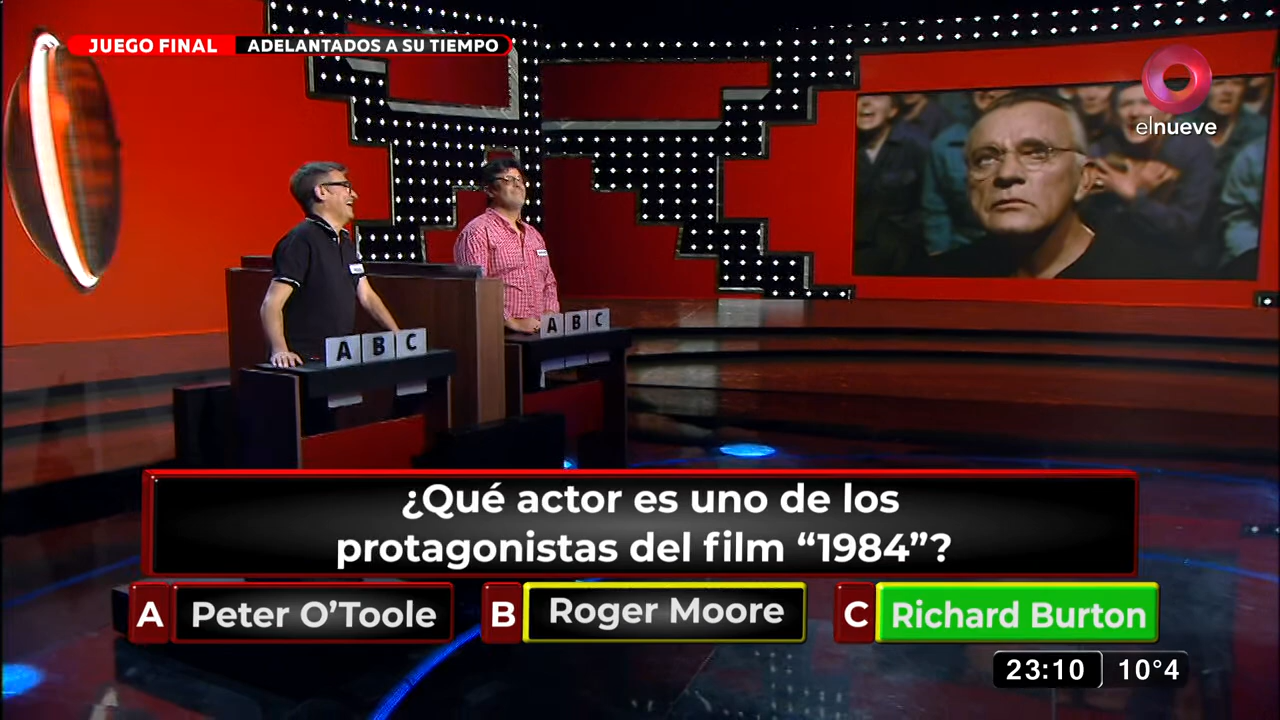 JUEGO FINAL ADELANTADOS A SU TIEMPO
elnueve
A B C
A B C
¿Qué actor es uno de los
protagonistas del film “1984”?
A Peter O’Toole B Roger Moore C Richard Burton
23:10 10°4